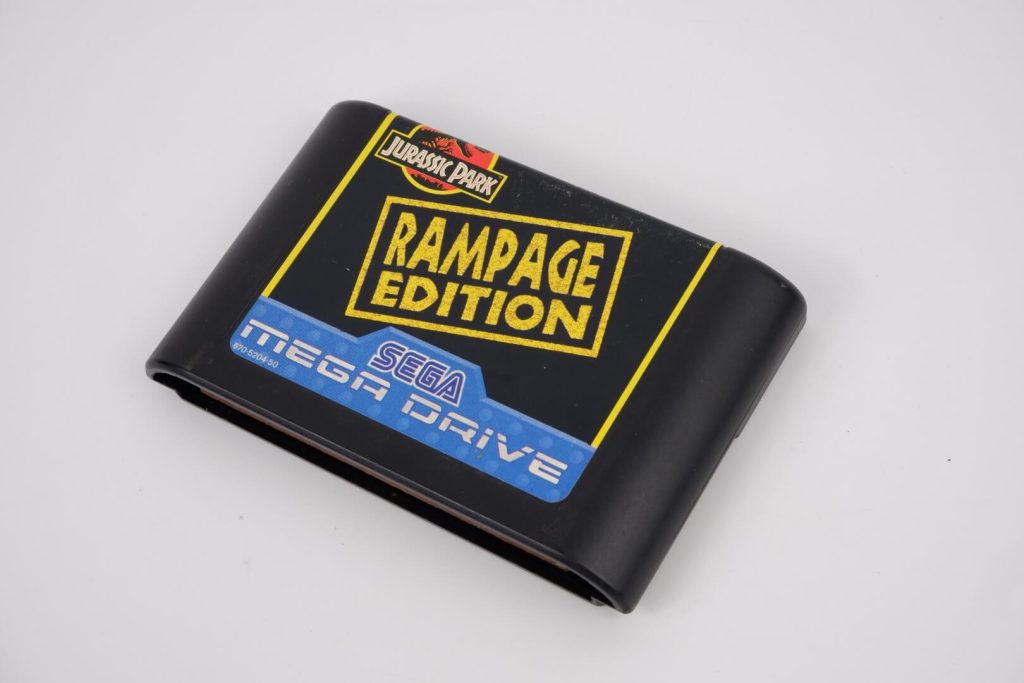 JURASSIC PARK
RAMPAGE
EDITION
SEGA
MEGA DRIVE
670-5204-50